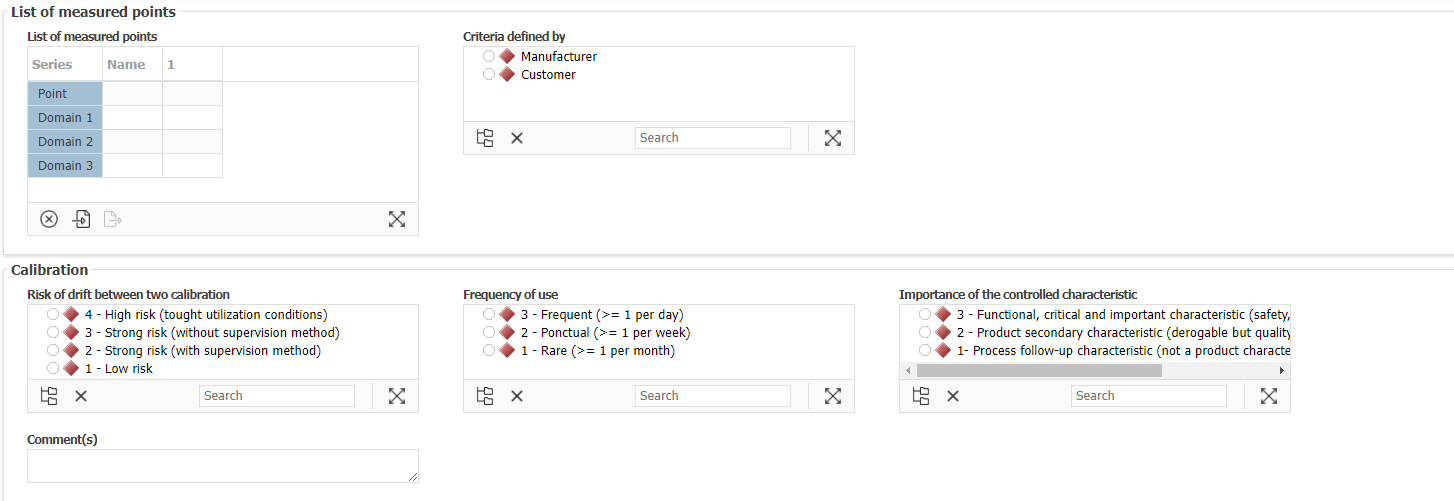 List of measured points
List of measured points
Series Name 1
Point
Domain 1
Domain 2
Domain 3
Criteria defined by
Manufacturer
Customer
Search
Calibration
Risk of drift between two calibration
4 - High risk (tought utilization conditions)
3 - Strong risk (without supervision method)
2 - Strong risk (with supervision method)
1 - Low risk
Search
Frequency of use
3 - Frequent (>= 1 per day)
2 - Ponctual (>= 1 per week)
1 - Rare (>= 1 per month)
Search
Importance of the controlled characteristic
3 - Functional, critical and important characteristic (safety,
2 - Product secondary characteristic (derogable but quality
1- Process follow-up characteristic (not a product characte
Search
Comment(s)